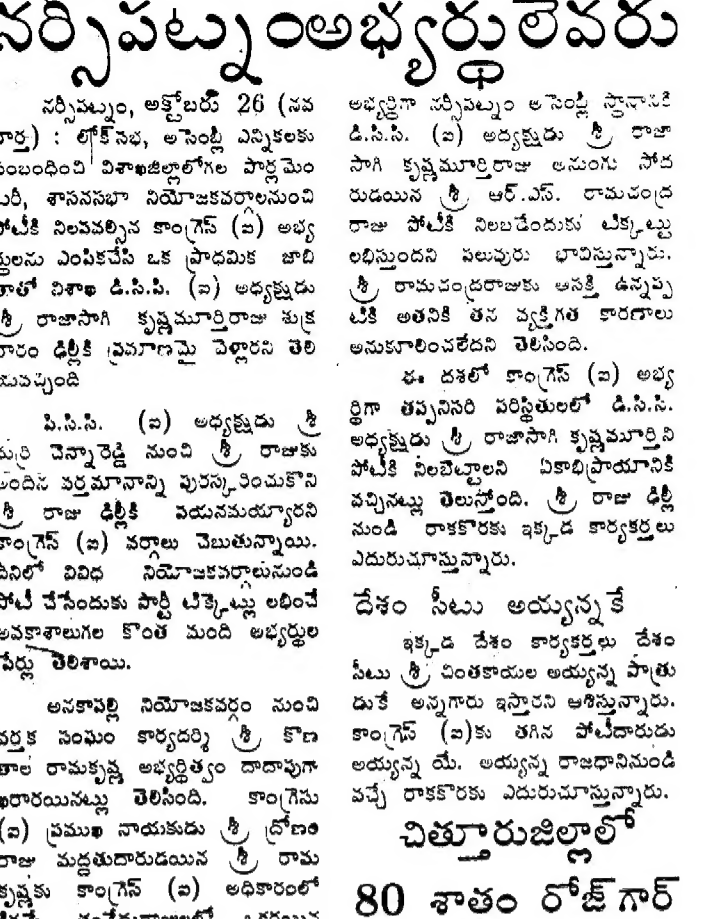 నర్సీపట్నం అభ్యర్థులెవరు
నర్సీపట్నం, అక్టోబరు 26 (నవ
వార్త) : లోక్‌సభ, అసెంబ్లీ ఎన్నికలకు
సంబంధించి విశాఖజిల్లాలోగల పార్లమెం
టరీ, శాసనసభా నియోజకవర్గాలనుంచి
పోటీకి నిలవవల్సిన కాంగ్రెస్ (ఐ) అభ్య
ర్థులను ఎంపికచేసి ఒక ప్రాధమిక జాబి
తాతో విశాఖ డి.సి.సి. (ఐ) అధ్యక్షుడు
శ్రీ రాజాసాగి కృష్ణమూర్తిరాజు శుక్ర
వారం ఢిల్లీకి ప్రమాణమై వెళ్లారని తెలి
యవచ్చింది
పి.సి.సి. (ఐ) అధ్యక్షుడు శ్రీ
మర్రి చెన్నారెడ్డి నుంచి శ్రీ రాజుకు
అందిన వర్తమానాన్ని పురస్కరించుకొని
శ్రీ రాజు ఢిల్లీకి పయనమయ్యారని
కాంగ్రెస్ (ఐ) వర్గాలు చెబుతున్నాయి.
దీనిలో వివిధ నియోజకవర్గాలునుండి
పోటీ చేసేందుకు పార్టీ టిక్కెట్లు లభించే
అవకాశాలుగల కొంత మంది అభ్యర్థుల
పేర్లు తెలిశాయి.
అనకాపల్లి నియోజకవర్గం నుంచి
వర్తక సంఘం కార్యదర్శి శ్రీ కొణ
తాల రామకృష్ణ అభ్యర్థిత్వం దాదాపుగా
ఖరారయినట్లు తెలిసింది. కాంగ్రెసు
(ఐ) ప్రముఖ నాయకుడు శ్రీ ద్రోణం
రాజు మద్దతుదారుడయిన శ్రీ రామ
కృష్ణకు కాంగ్రెస్ (ఐ) అధికారంలో
అభ్యర్థిగా నర్సీపట్నం అసెంబ్లీ స్థానానికి
డి.సి.సి. (ఐ) అద్యక్షుడు శ్రీ రాజా
సాగి కృష్ణమూర్తిరాజు అనుంగు సోద
రుడయిన శ్రీ ఆర్.ఎస్. రామచంద్ర
రాజు పోటీకి నిలబడేందుకు టిక్కట్టు
లభిస్తుందని పలువురు భావిస్తున్నారు.
శ్రీ రామచంద్రరాజుకు ఆసక్తి ఉన్నప్ప
టికి అతనికి తన వ్యక్తిగత కారణాలు
అనుకూలించలేదని తెలిసింది.
ఈ దశలో కాంగ్రెస్ (ఐ) అభ్య
ర్థిగా తప్పనిసరి పరిస్థితులలో డి.సి.సి.
అధ్యక్షుడు శ్రీ రాజాసాగి కృష్ణమూర్తిని
పోటీకి నిలబెట్టాలని ఏకాభిప్రాయానికి
వచ్చినట్లు తెలుస్తోంది. శ్రీ రాజు ఢిల్లీ
నుండి రాకకొరకు ఇక్కడ కార్యకర్తలు
ఎదురుచూస్తున్నారు.
దేశం సీటు అయ్యన్నకే
ఇక్కడ దేశం కార్యకర్తలు దేశం
సీటు శ్రీ చింతకాయల అయ్యన్న పాత్రు
డుకే అన్నగారు ఇస్తారని ఆశిస్తున్నారు.
కాంగ్రెస్ (ఐ)కు తగిన పోటీదారుడు
అయ్యన్న యే. అయ్యన్న రాజధానినుండి
వచ్చే రాకకొరకు ఎదురుచూస్తున్నారు.
చిత్తూరుజిల్లాలో
80 శాతం రోజ్‌గార్